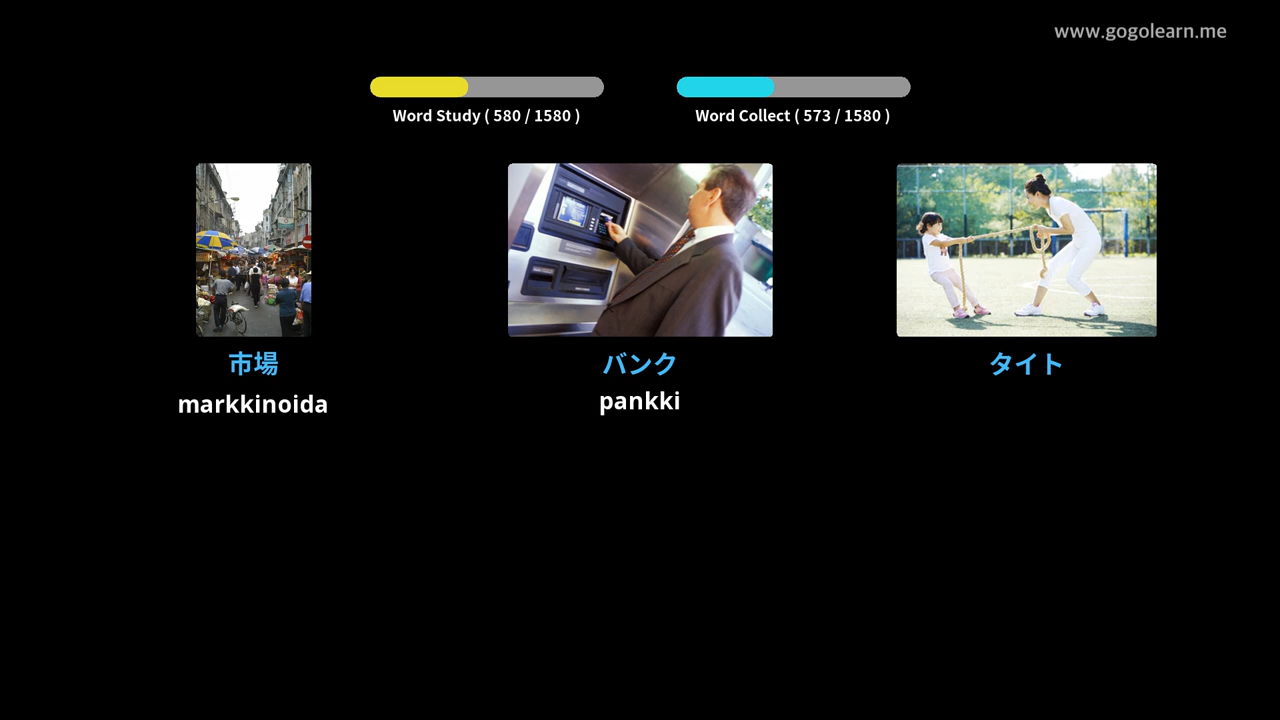 www.gogolearn.me
Word Study ( 580 / 1580 )
Word Collect ( 573 / 1580 )
市場
バンク
タイト
markkinoida
pankki